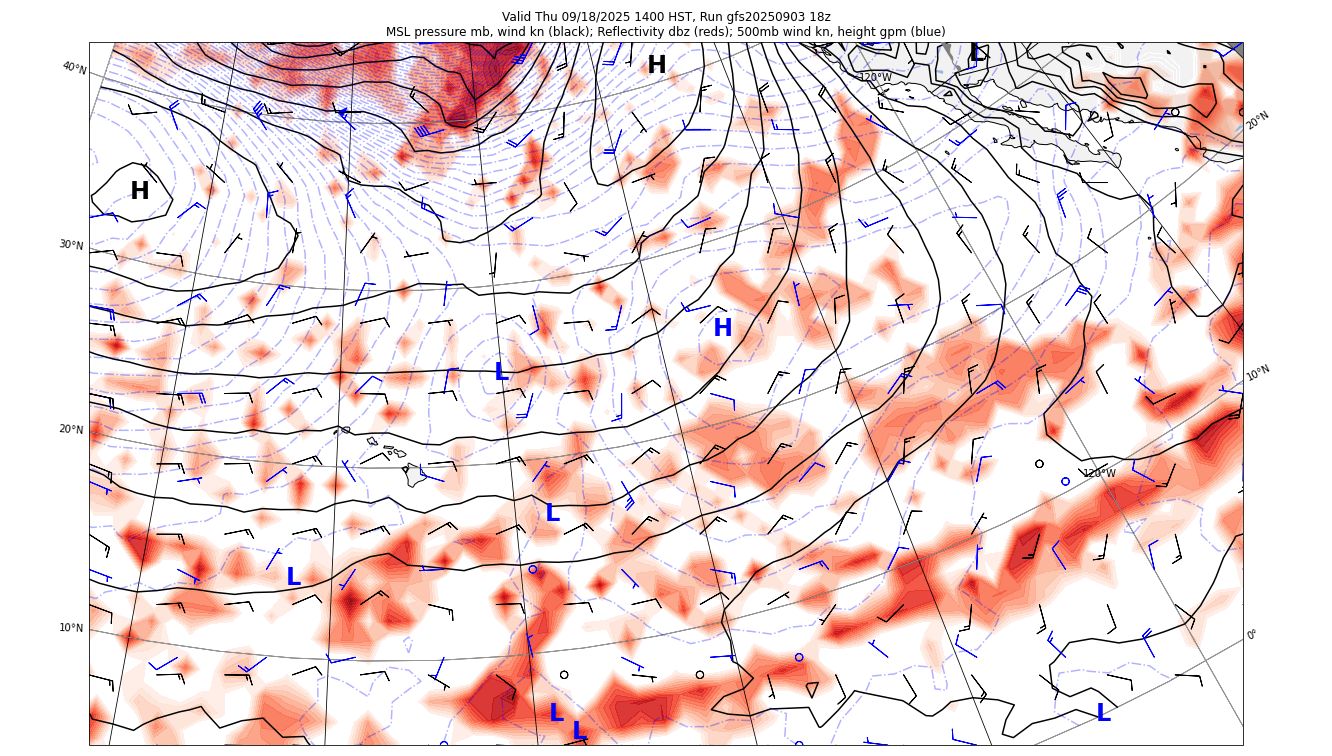 Valid Thu 09/18/2025 1400 HST, Run gfs20250903 18z
MSL pressure mb, wind kn (black); Reflectivity dbz (reds); 500mb wind kn, height gpm (blue)
L
H
40°N
120°W
20°N
H
30°N
H
L
10°N
20°N
120°W
L
L
10°N
0°
L
L
L